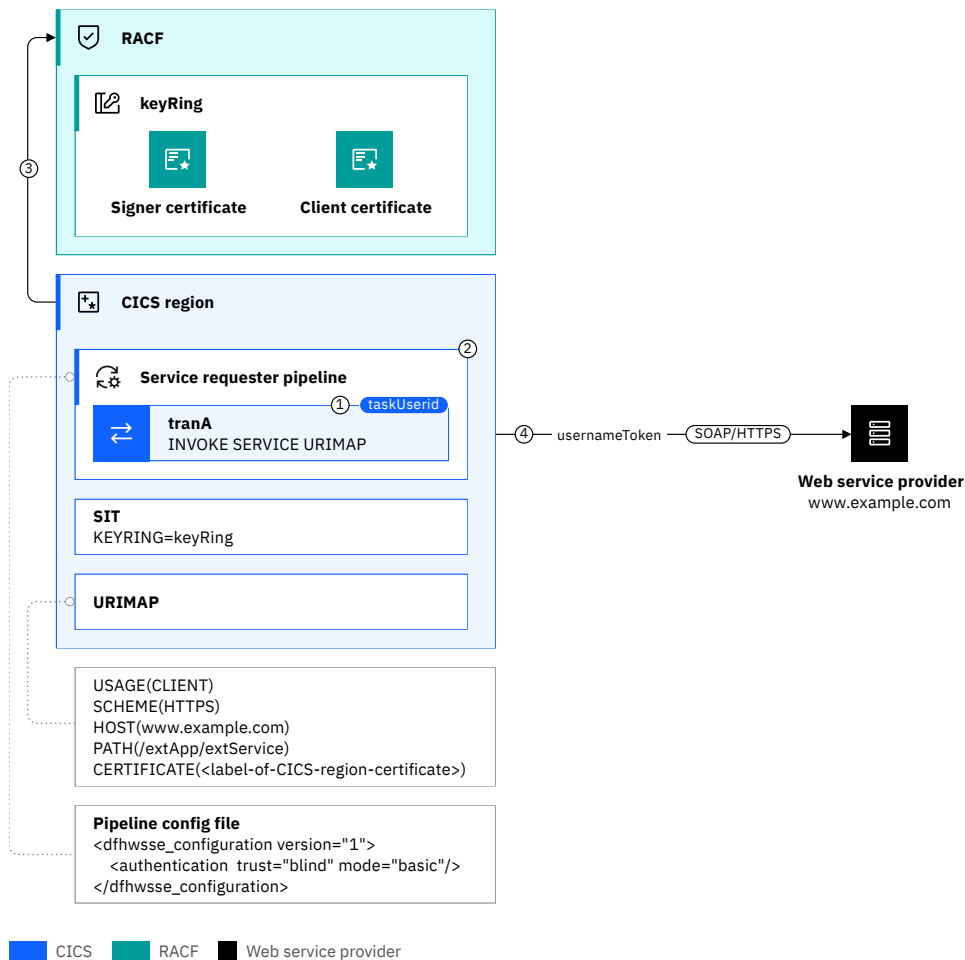 RACF
keyRing
Signer certificate
Client certificate
3
CICS region
2
Service requester pipeline
1
taskUserid
tranA
INVOKE SERVICE URIMAP
4
usernameToken
SOAP/HTTPS
Web service provider
www.example.com
SIT
KEYRING=keyRing
URIMAP
USAGE(CLIENT)
SCHEME(HTTPS)
HOST(www.example.com)
PATH(/extApp/extService)
CERTIFICATE(<label-of-CICS-region-certificate>)
Pipeline config file
<dfhwsse_configuration version="1">
<authentication trust="blind" mode="basic"/>
</dfhwsse_configuration>
CICS
RACF
Web service provider